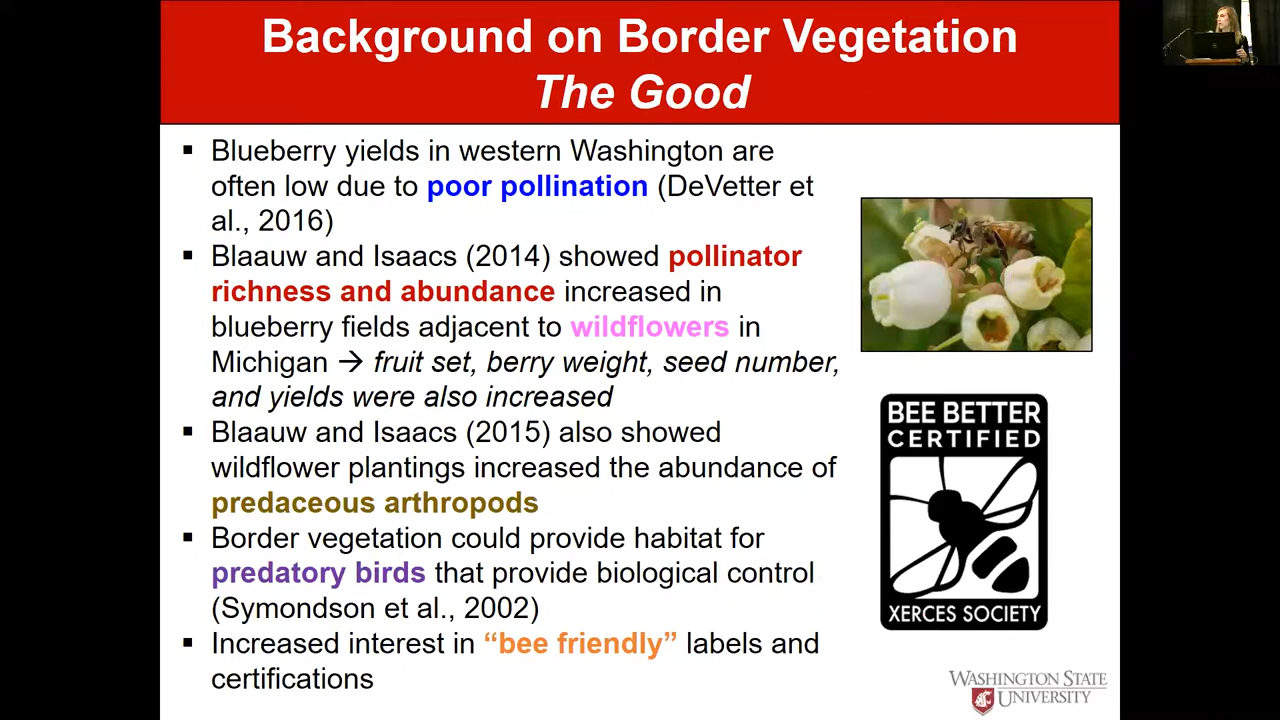 Background on Border Vegetation
The Good
▪ Blueberry yields in western Washington are
often low due to poor pollination (DeVetter et
al., 2016)
▪ Blaauw and Isaacs (2014) showed pollinator
richness and abundance increased in
blueberry fields adjacent to wildflowers in
Michigan → fruit set, berry weight, seed number,
and yields were also increased
▪ Blaauw and Isaacs (2015) also showed
wildflower plantings increased the abundance of
predaceous arthropods
▪ Border vegetation could provide habitat for
predatory birds that provide biological control
(Symondson et al., 2002)
▪ Increased interest in “bee friendly” labels and
certifications
BEE BETTER
CERTIFIED
XERCES SOCIETY
WASHINGTON STATE
UNIVERSITY